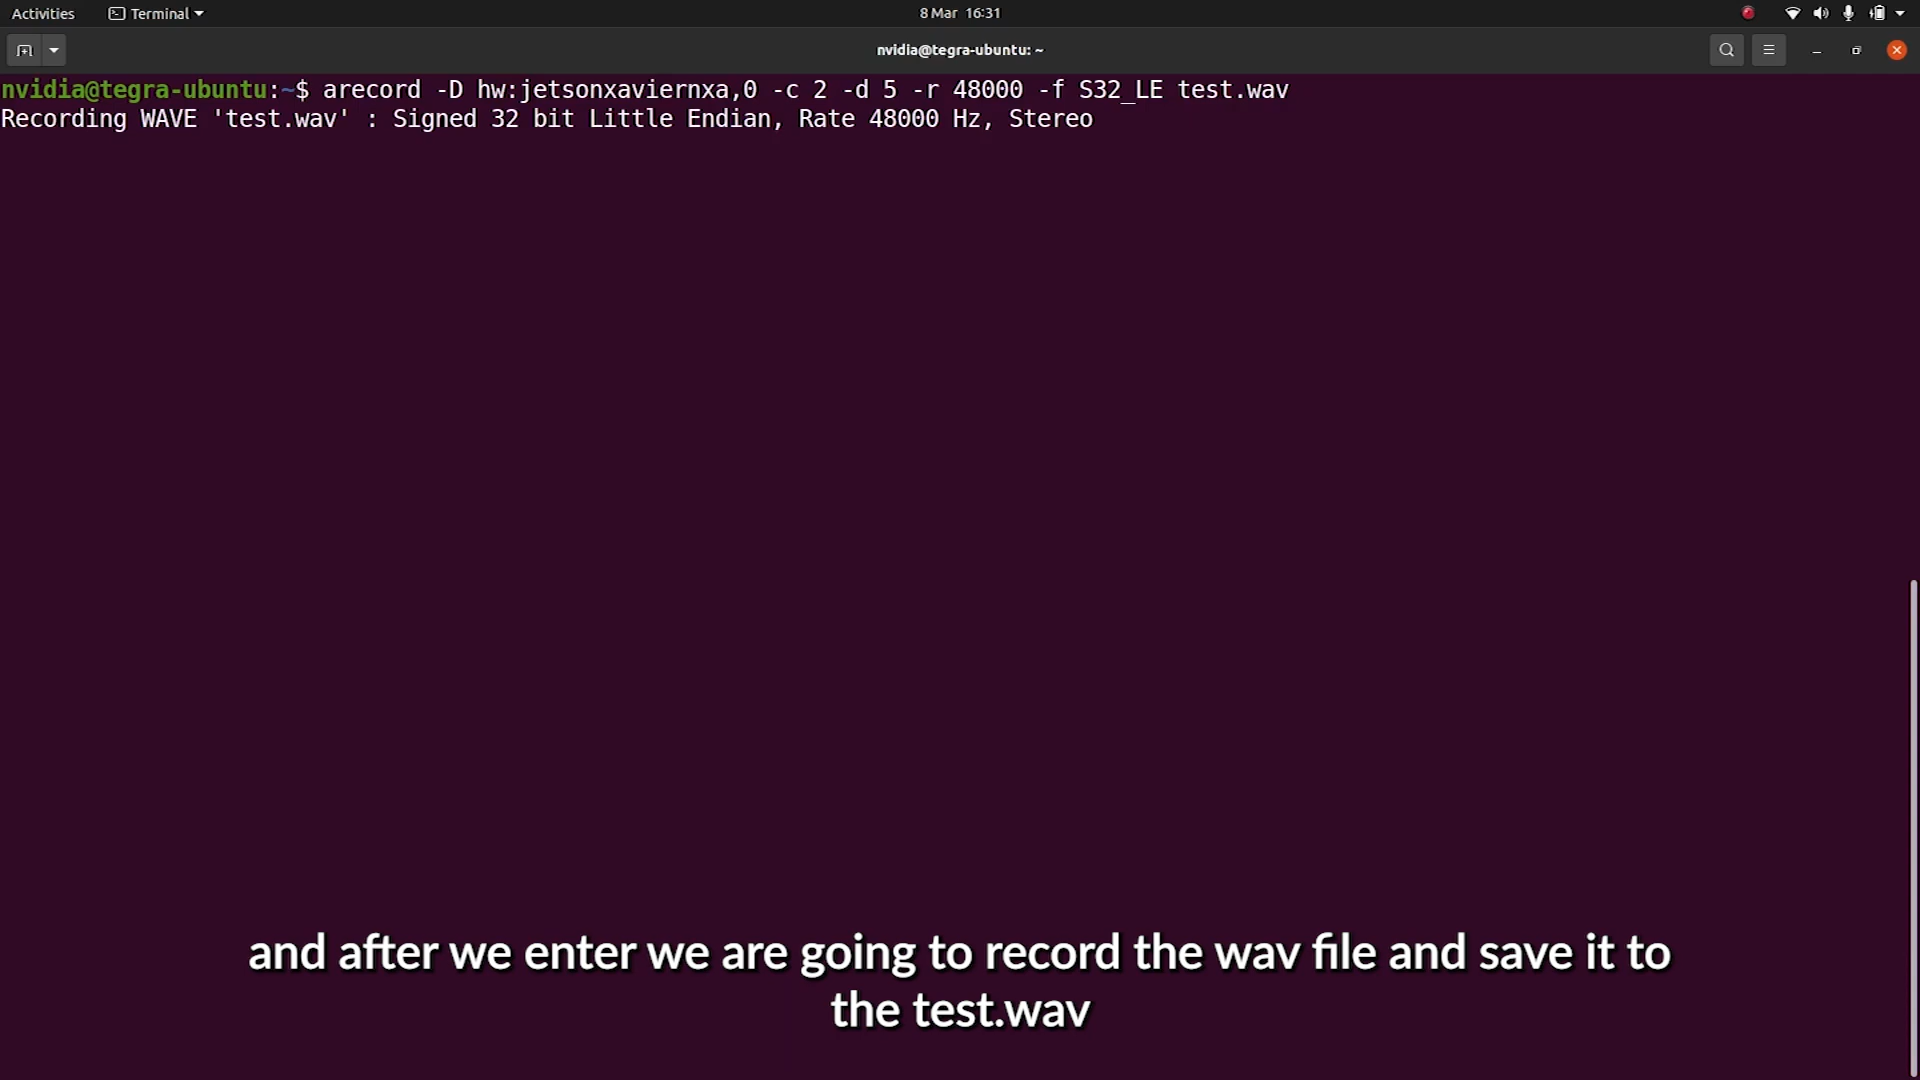 Activities Terminal 8 Mar 16:31
nvidia@tegra-ubuntu: ~
nvidia@tegra-ubuntu:~$ arecord -D hw:jetsonxaviernxa,0 -c 2 -d 5 -r 48000 -f S32_LE test.wav
Recording WAVE 'test.wav' : Signed 32 bit Little Endian, Rate 48000 Hz, Stereo
and after we enter we are going to record the wav file and save it to
the test.wav